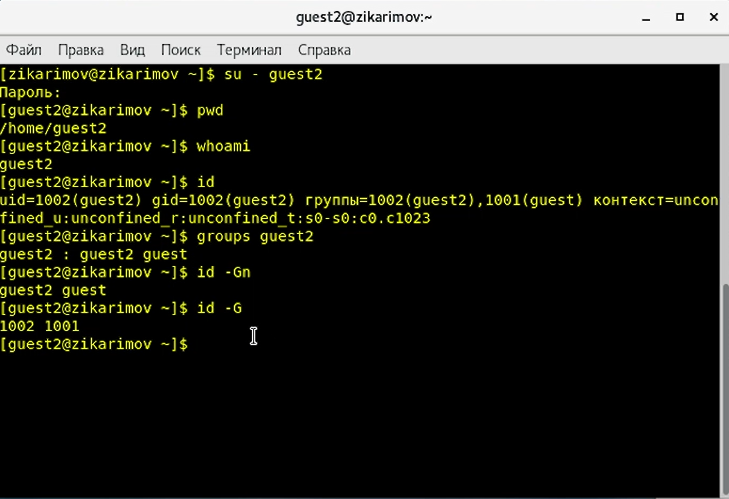 guest2@zikarimov:~
Файл Правка Вид Поиск Терминал Справка
[zikarimov@zikarimov ~]$ su - guest2
Пароль:
[guest2@zikarimov ~]$ pwd
/home/guest2
[guest2@zikarimov ~]$ whoami
guest2
[guest2@zikarimov ~]$ id
uid=1002(guest2) gid=1002(guest2) группы=1002(guest2),1001(guest) контекст=uncon
fined_u:unconfined_r:unconfined_t:s0-s0:c0.c1023
[guest2@zikarimov ~]$ groups guest2
guest2 : guest2 guest
[guest2@zikarimov ~]$ id -Gn
guest2 guest
[guest2@zikarimov ~]$ id -G
1002 1001
[guest2@zikarimov ~]$